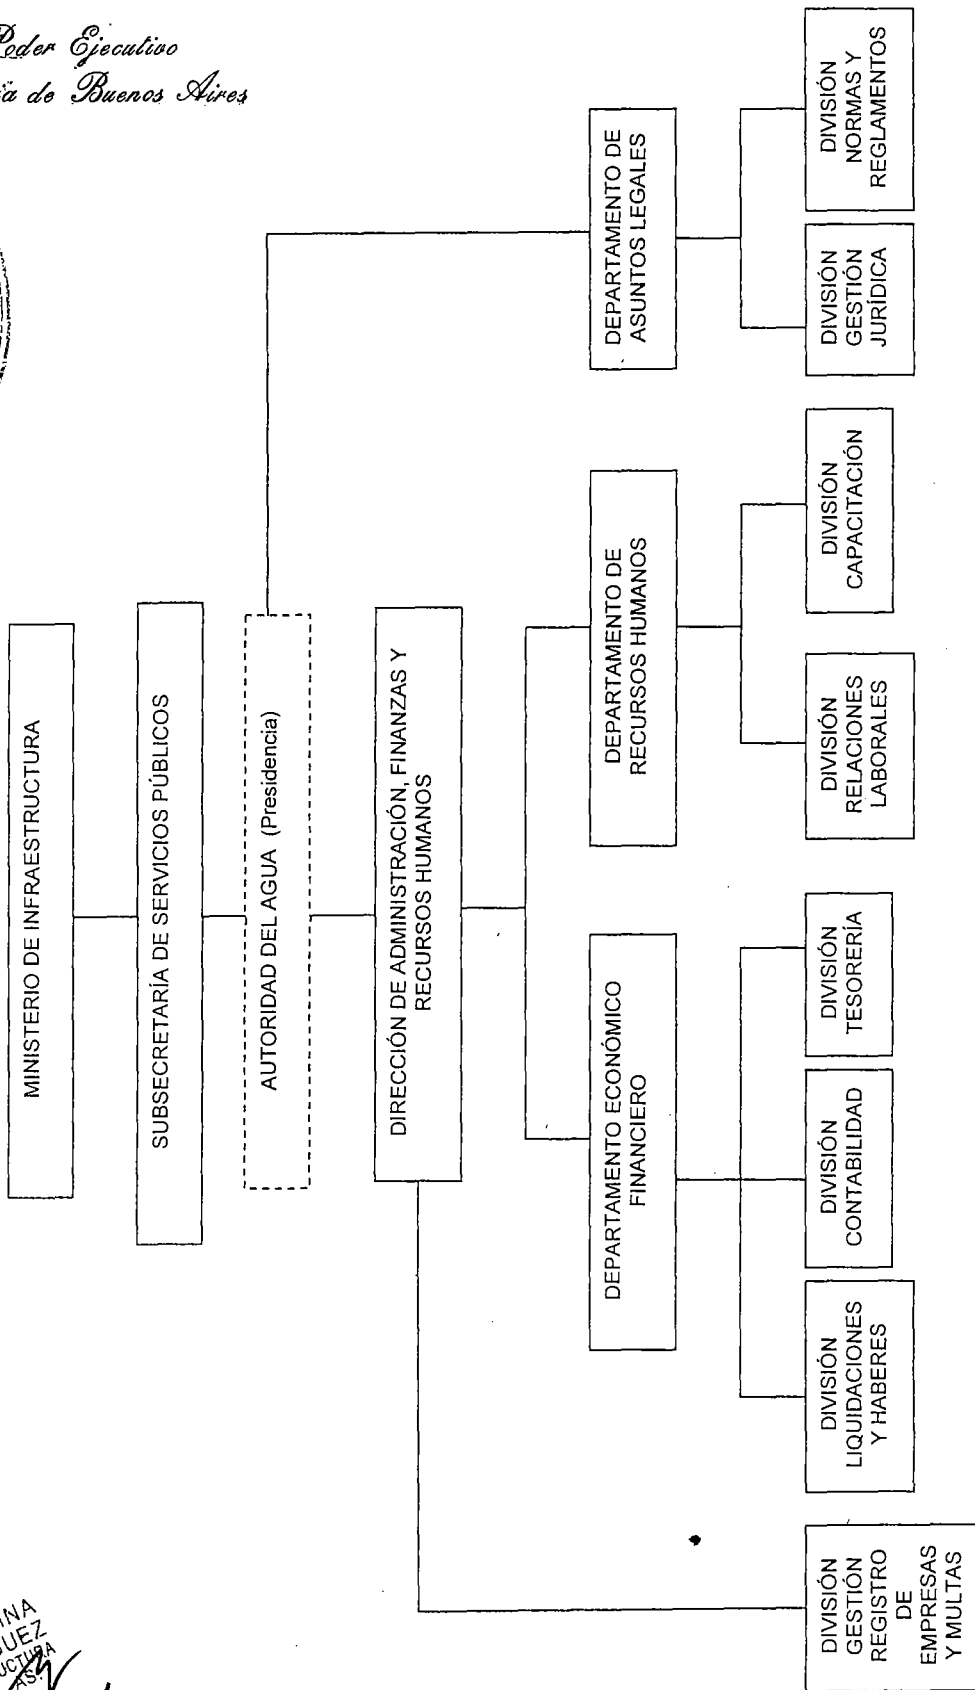 Poder Ejecutivo
de Buenos Aires
MINISTERIO DE INFRAESTRUCTURA
SUBSECRETARÍA DE SERVICIOS PÚBLICOS
AUTORIDAD DEL AGUA (Presidencia)
DIRECCIÓN DE ADMINISTRACIÓN, FINANZAS Y
RECURSOS HUMANOS
DEPARTAMENTO ECONÓMICO
FINANCIERO
DEPARTAMENTO DE
RECURSOS HUMANOS
DEPARTAMENTO DE
ASUNTOS LEGALES
DIVISIÓN
GESTIÓN
REGISTRO
DE
EMPRESAS
Y MULTAS
DIVISIÓN
LIQUIDACIONES
Y HABERES
DIVISIÓN
CONTABILIDAD
DIVISIÓN
TESORERÍA
DIVISIÓN
RELACIONES
LABORALES
DIVISIÓN
CAPACITACIÓN
DIVISIÓN
GESTIÓN
JURÍDICA
DIVISIÓN
NORMAS Y
REGLAMENTOS